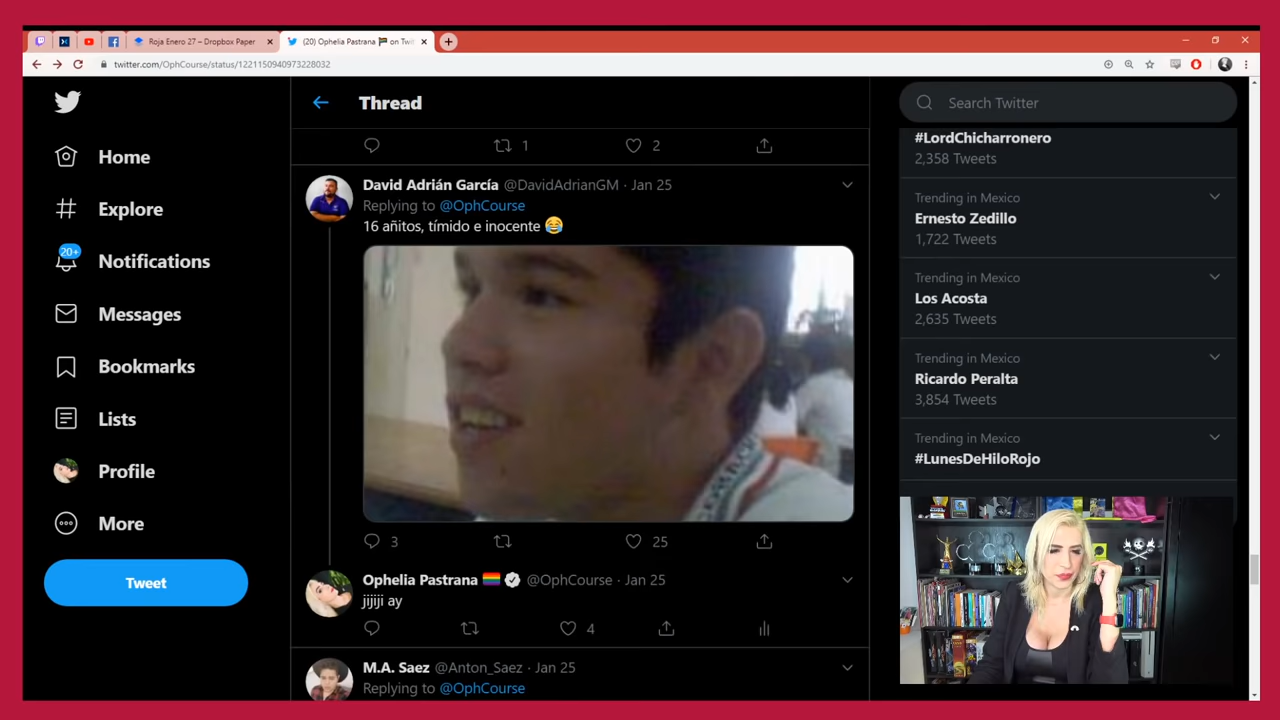 Roja Enero 27 – Dropbox Paper
(20) Ophelia Pastrana 🏴 on Twi
twitter.com/OphCourse/status/1221150940973228032
Home
Explore
20+
Notifications
Messages
Bookmarks
Lists
Profile
More
Tweet
Thread
1
2
David Adrián García @DavidAdrianGM · Jan 25
Replying to @OphCourse
16 añitos, tímido e inocente 😂
3
25
Ophelia Pastrana 🏳️‍🌈 @OphCourse · Jan 25
jijiji ay
4
M.A. Saez @Anton_Saez · Jan 25
Replying to @OphCourse
Search Twitter
#LordChicharronero
2,358 Tweets
Trending in Mexico
Ernesto Zedillo
1,722 Tweets
Trending in Mexico
Los Acosta
2,635 Tweets
Trending in Mexico
Ricardo Peralta
3,854 Tweets
Trending in Mexico
#LunesDeHiloRojo